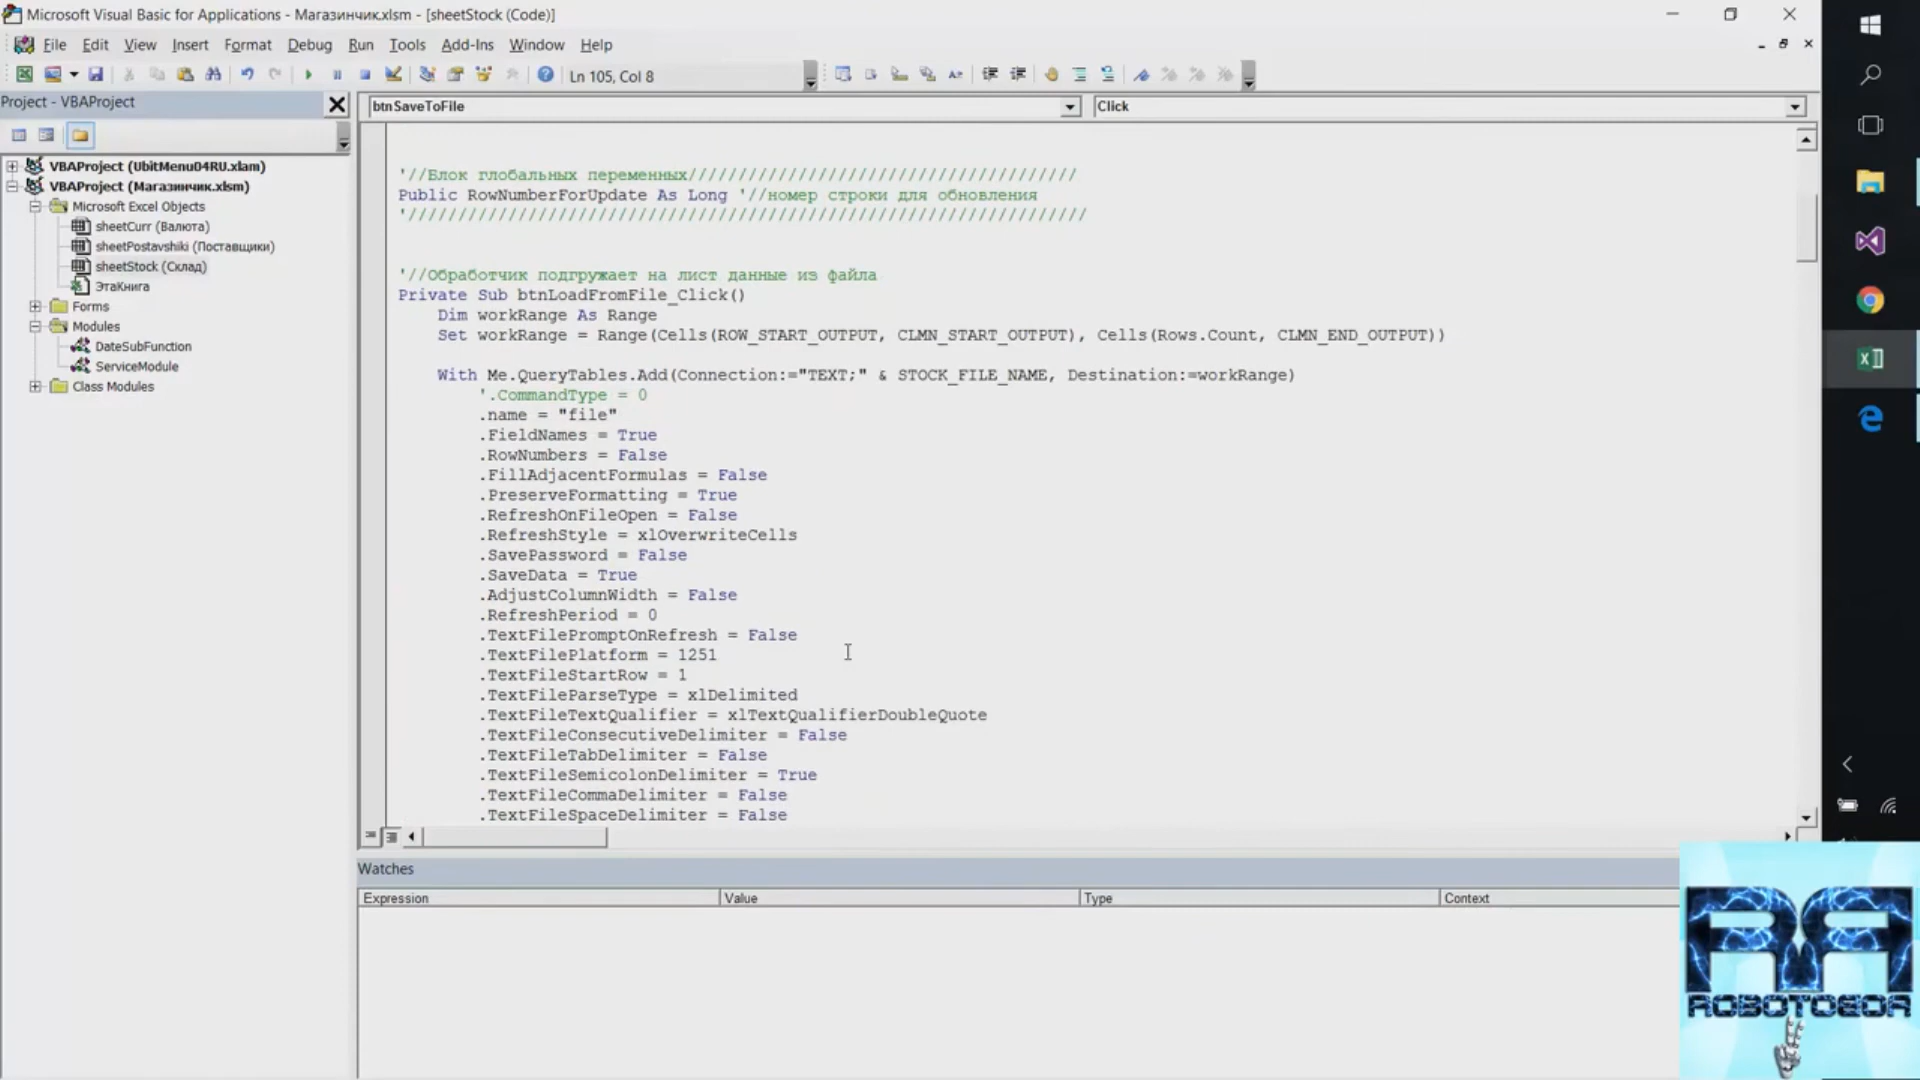 Microsoft Visual Basic for Applications - Магазинчик.xlsm - [sheetStock (Code)]
File Edit View Insert Format Debug Run Tools Add-Ins Window Help
Ln 105, Col 8
Project - VBAProject
btnSaveToFile
Click
VBAProject (UbitMenu04RU.xlam)
VBAProject (Магазинчик.xlsm)
Microsoft Excel Objects
sheetCurr (Валюта)
sheetPostavshiki (Поставщики)
sheetStock (Склад)
ЭтаКнига
Forms
Modules
DateSubFunction
ServiceModule
Class Modules
'//Блок глобальных переменных///////////////////////////////////////
Public RowNumberForUpdate As Long '//номер строки для обновления
'////////////////////////////////////////////////////////////////////
'//Обработчик подгружает на лист данные из файла
Private Sub btnLoadFromFile_Click()
Dim workRange As Range
Set workRange = Range(Cells(ROW_START_OUTPUT, CLMN_START_OUTPUT), Cells(Rows.Count, CLMN_END_OUTPUT))
With Me.QueryTables.Add(Connection:="TEXT;" & STOCK_FILE_NAME, Destination:=workRange)
'.CommandType = 0
.name = "file"
.FieldNames = True
.RowNumbers = False
.FillAdjacentFormulas = False
.PreserveFormatting = True
.RefreshOnFileOpen = False
.RefreshStyle = xlOverwriteCells
.SavePassword = False
.SaveData = True
.AdjustColumnWidth = False
.RefreshPeriod = 0
.TextFilePromptOnRefresh = False
.TextFilePlatform = 1251
.TextFileStartRow = 1
.TextFileParseType = xlDelimited
.TextFileTextQualifier = xlTextQualifierDoubleQuote
.TextFileConsecutiveDelimiter = False
.TextFileTabDelimiter = False
.TextFileSemicolonDelimiter = True
.TextFileCommaDelimiter = False
.TextFileSpaceDelimiter = False
Watches
Expression Value Type Context